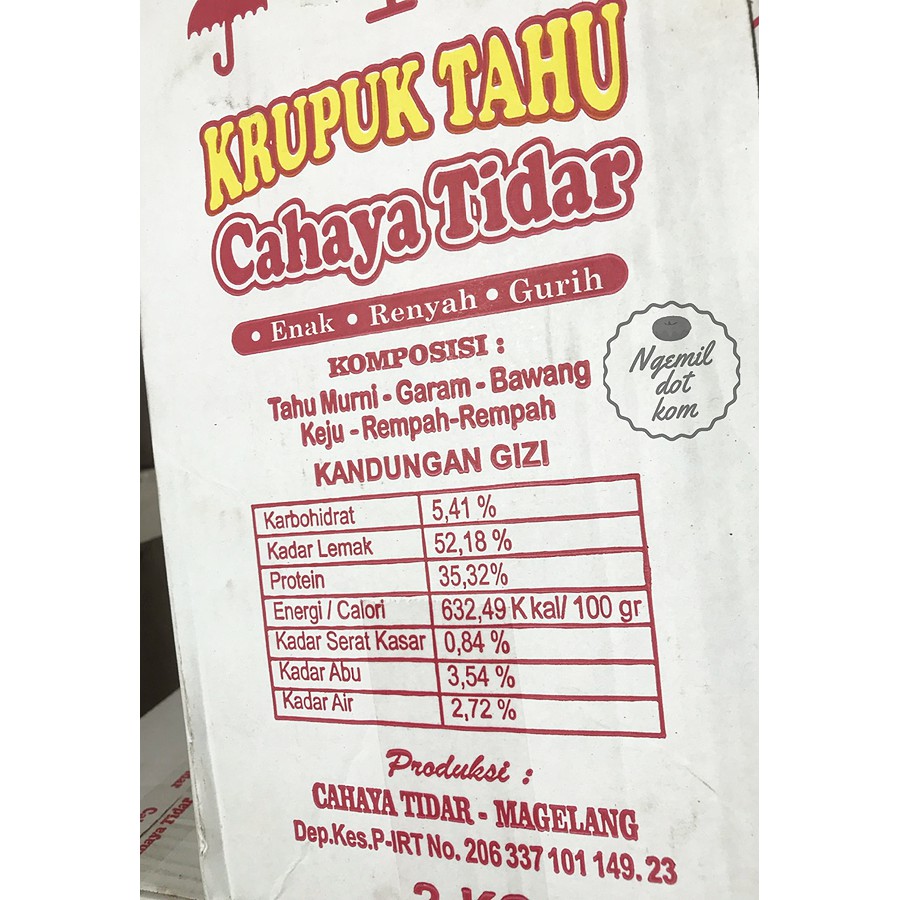 KRUPUK TAHU
Cahaya Tidar
• Enak • Renyah • Gurih
KOMPOSISI :
Tahu Murni - Garam - Bawang
Keju - Rempah-Rempah
KANDUNGAN GIZI
Karbohidrat 5,41 %
Kadar Lemak 52,18 %
Protein 35,32%
Energi / Calori 632,49 K kal/ 100 gr
Kadar Serat Kasar 0,84 %
Kadar Abu 3,54 %
Kadar Air 2,72 %
Produksi :
CAHAYA TIDAR - MAGELANG
Dep.Kes.P-IRT No. 206 337 101 149. 23
Ngemil
dot
kom